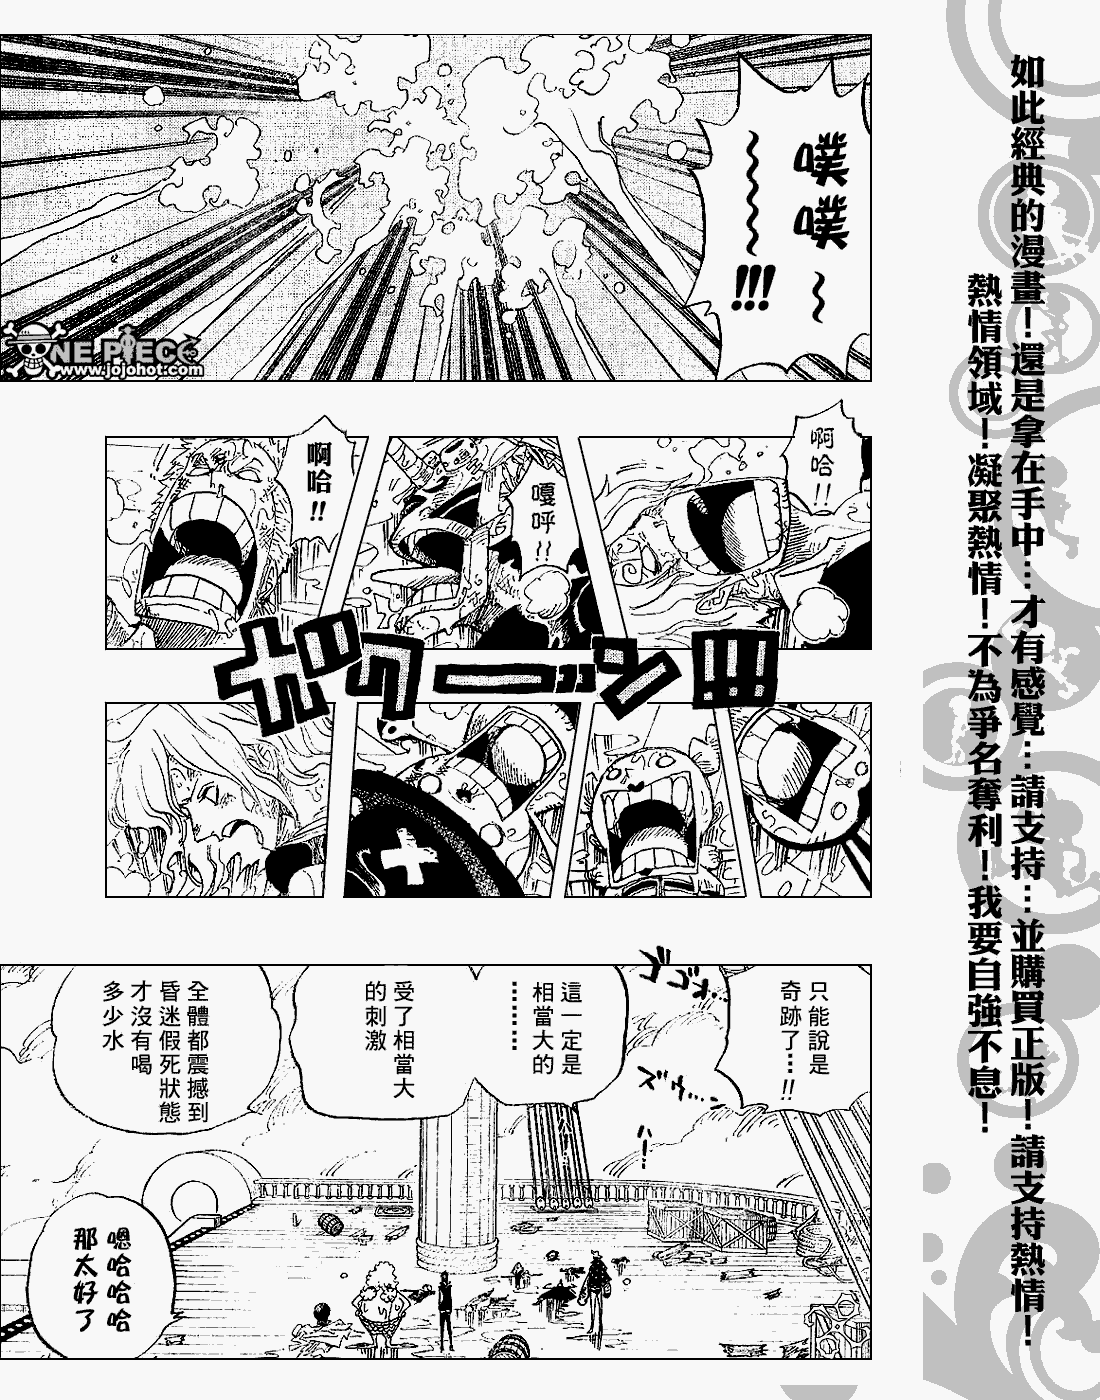 如此經典的漫畫！還是拿在手中…才有感覺…請支持…並購買正版！請支持熱情！
熱情領域！凝聚熱情！不為爭名奪利！我要自強不息！
噗噗～
～～!!!
ONE PIECE
www.jojohot.com
啊哈!!
嘎呼!!
啊哈!!
ボワーーン!!!
只能說是
奇跡了…!!
ゴゴゴ…
ズゥ…
這一定是
相當大的
………
受了相當大
的刺激
全體都震撼到
昏迷假死狀態
才沒有喝
多少水
嗯哈哈哈
那太好了